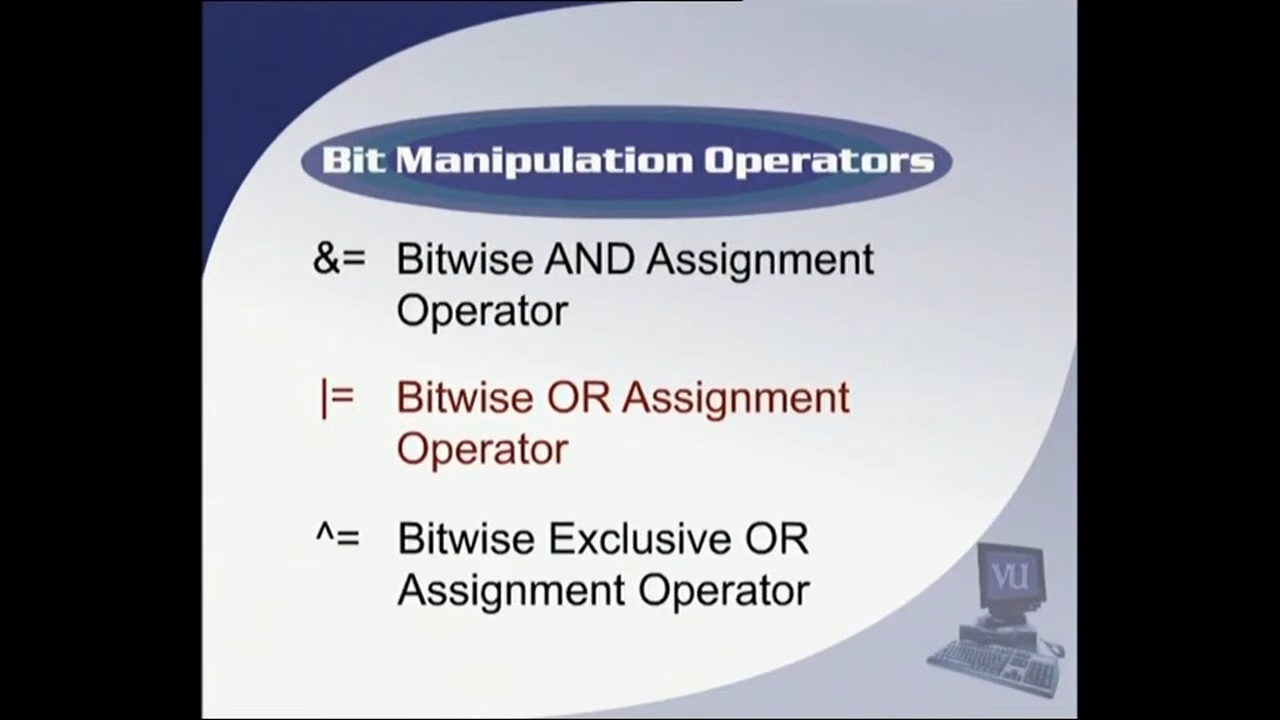 Bit Manipulation Operators
&= Bitwise AND Assignment
Operator
|= Bitwise OR Assignment
Operator
^= Bitwise Exclusive OR
Assignment Operator
VU